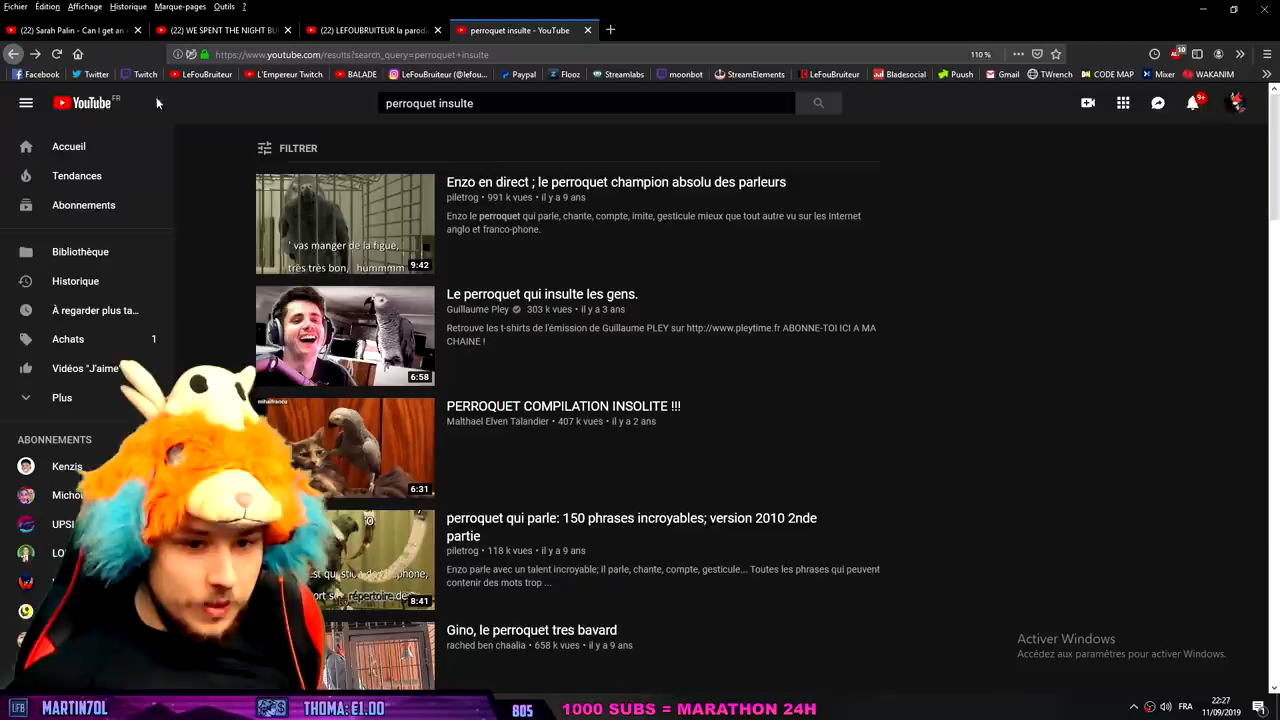 Fichier Édition Affichage Historique Marque-pages Outils ?
(22) Sarah Palin - Can I get an
(22) WE SPENT THE NIGHT BU
(22) LEFOUBRUITEUR la parodi
perroquet insulte - YouTube
https://www.youtube.com/results?search_query=perroquet+insulte
110 %
10
Facebook Twitter Twitch LeFouBruiteur L'Empereur Twitch BALADE LeFouBruiteur (@lefou... Paypal Flooz Streamlabs moonbot StreamElements LeFouBruiteur Bladesocial Puush Gmail TWrench CODE MAP Mixer WAKANIM
YouTube FR
perroquet insulte
9+
Accueil
Tendances
Abonnements
Bibliothèque
Historique
À regarder plus ta...
Achats 1
Vidéos "J'aime"
Plus
ABONNEMENTS
Kenzis
Micho
UPSI
FILTRER
' vas manger de la figue,
très très bon, hummmm
9:42
Enzo en direct ; le perroquet champion absolu des parleurs
piletrog • 991 k vues • il y a 9 ans
Enzo le perroquet qui parle, chante, compte, imite, gesticule mieux que tout autre vu sur les Internet
anglo et franco-phone.
6:58
Le perroquet qui insulte les gens.
Guillaume Pley • 303 k vues • il y a 3 ans
Retrouve les t-shirts de l'émission de Guillaume PLEY sur http://www.pleytime.fr ABONNE-TOI ICI A MA
CHAINE !
mihaifrancu
6:31
PERROQUET COMPILATION INSOLITE !!!
Malthaël Elven Talandier • 407 k vues • il y a 2 ans
répertoire de
8:41
perroquet qui parle: 150 phrases incroyables; version 2010 2nde
partie
piletrog • 118 k vues • il y a 9 ans
Enzo parle avec un talent incroyable; il parle, chante, compte, gesticule... Toutes les phrases qui peuvent
contenir des mots trop ...
Gino, le perroquet tres bavard
rached ben chaalia • 658 k vues • il y a 9 ans
Activer Windows
Accédez aux paramètres pour activer Windows.
LFB MARTIN7OL
THOMA: £1.00
805
1000 SUBS = MARATHON 24H
FRA
22:27
11/09/2019